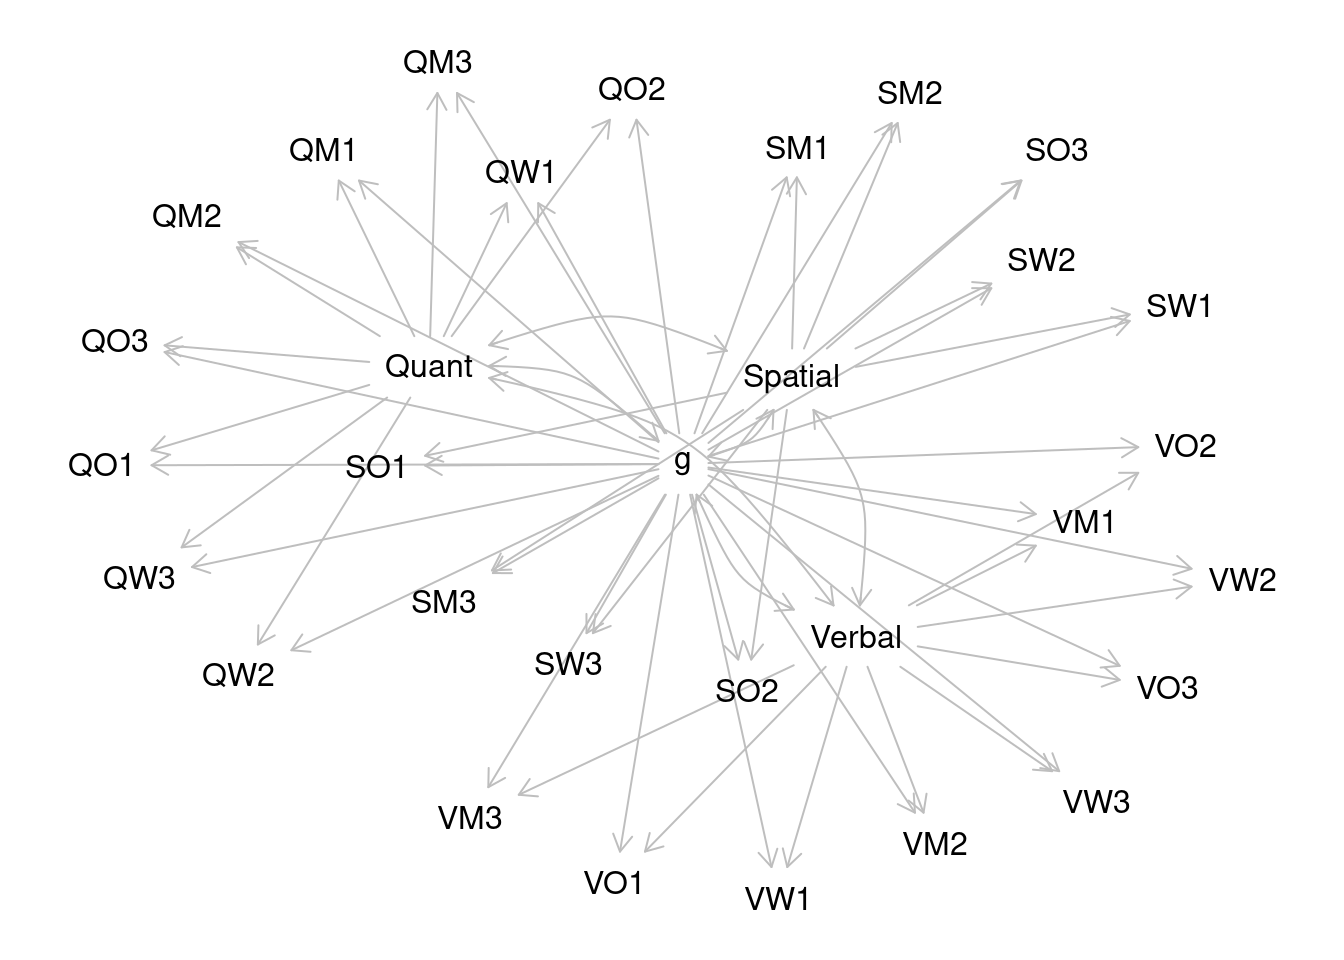 QM3
QO2
SM2
QM1
SM1
SO3
QW1
QM2
SW2
SW1
QO3
Quant
Spatial
VO2
g
QO1
SO1
VM1
QW3
VW2
SM3
Verbal
SW3
QW2
SO2
VO3
VW3
VM3
VM2
VO1
VW1